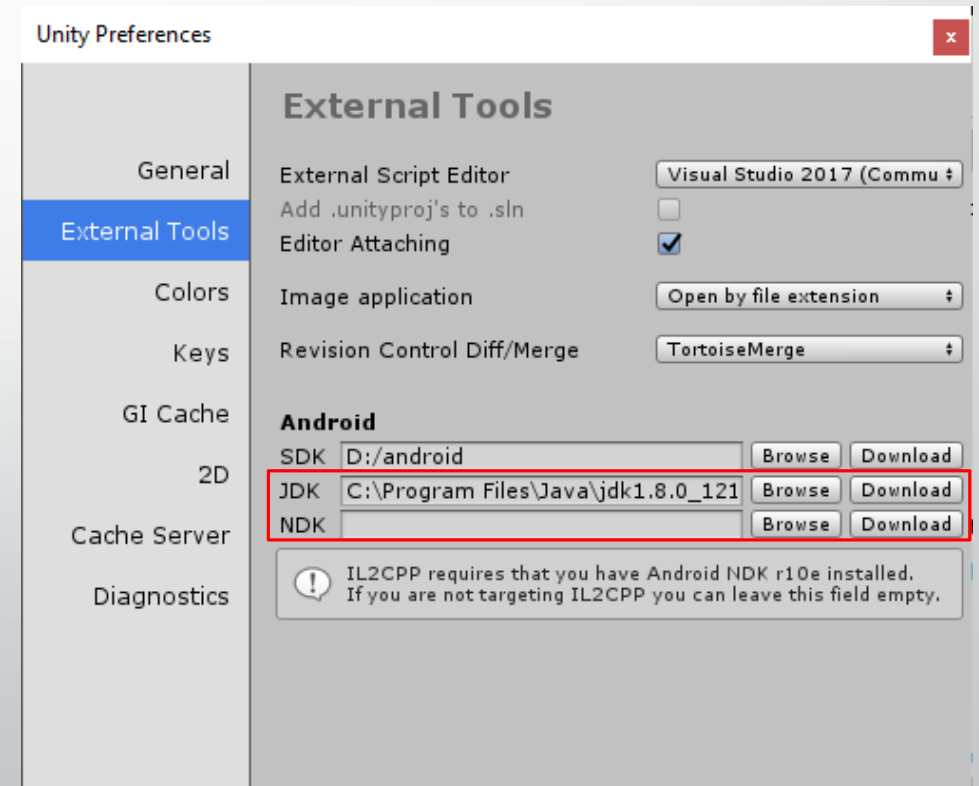 Unity Preferences
x
External Tools
General
External Tools
Colors
Keys
GI Cache
2D
Cache Server
Diagnostics
External Script Editor Visual Studio 2017 (Commu
Add .unityproj's to .sln
Editor Attaching
Image application Open by file extension
Revision Control Diff/Merge TortoiseMerge
Android
SDK D:/android Browse Download
JDK C:\Program Files\Java\jdk1.8.0_121 Browse Download
NDK Browse Download
IL2CPP requires that you have Android NDK r10e installed.
If you are not targeting IL2CPP you can leave this field empty.